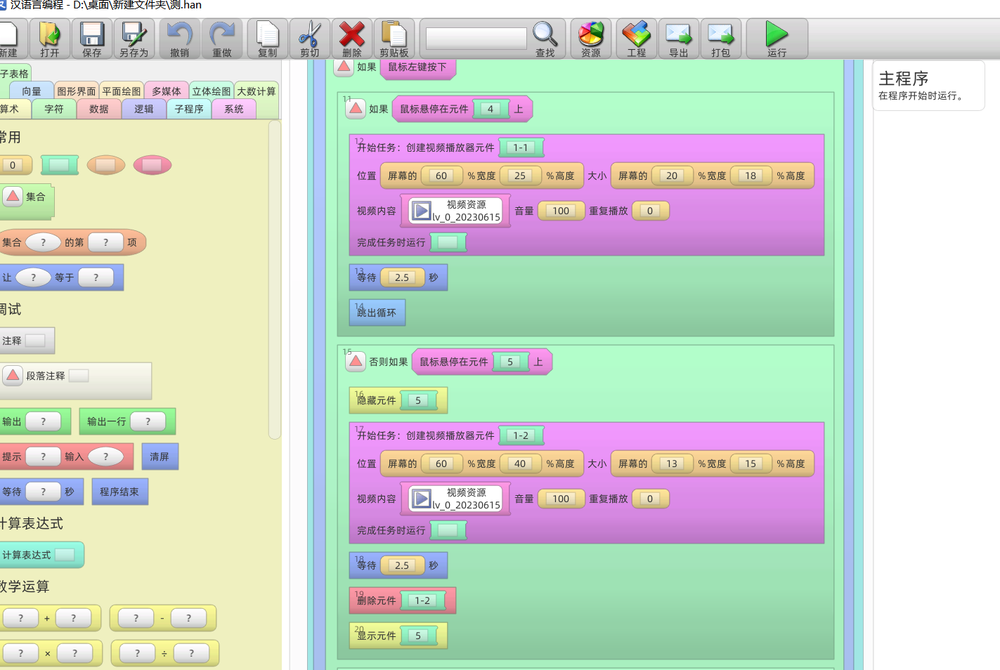 汉语言编程 - D:\桌面\新建文件夹\测.han
新建 打开 保存 另存为 撤销 重做 复制 剪切 删除 剪贴板 查找 资源 工程 导出 打包 运行
子表格
向量 图形界面 平面绘图 多媒体 立体绘图 大数计算
算术 字符 数据 逻辑 子程序 系统
常用
0
集合
集合 ? 的第 ? 项
让 ? 等于 ?
调试
注释
段落注释
输出 ? 输出一行 ?
提示 ? 输入 ? 清屏
等待 ? 秒 程序结束
计算表达式
计算表达式
数学运算
? + ? ? - ?
? × ? ? ÷ ?
如果 鼠标左键按下
11 如果 鼠标悬停在元件 4 上
12 开始任务：创建视频播放器元件 1-1
位置 屏幕的 60 %宽度 25 %高度 大小 屏幕的 20 %宽度 18 %高度
视频内容 视频资源 音量 100 重复播放 0
lv_0_20230615
完成任务时运行
13 等待 2.5 秒
14 跳出循环
15 否则如果 鼠标悬停在元件 5 上
16 隐藏元件 5
17 开始任务：创建视频播放器元件 1-2
位置 屏幕的 60 %宽度 40 %高度 大小 屏幕的 13 %宽度 15 %高度
视频内容 视频资源 音量 100 重复播放 0
lv_0_20230615
完成任务时运行
18 等待 2.5 秒
19 删除元件 1-2
20 显示元件 5
主程序
在程序开始时运行。